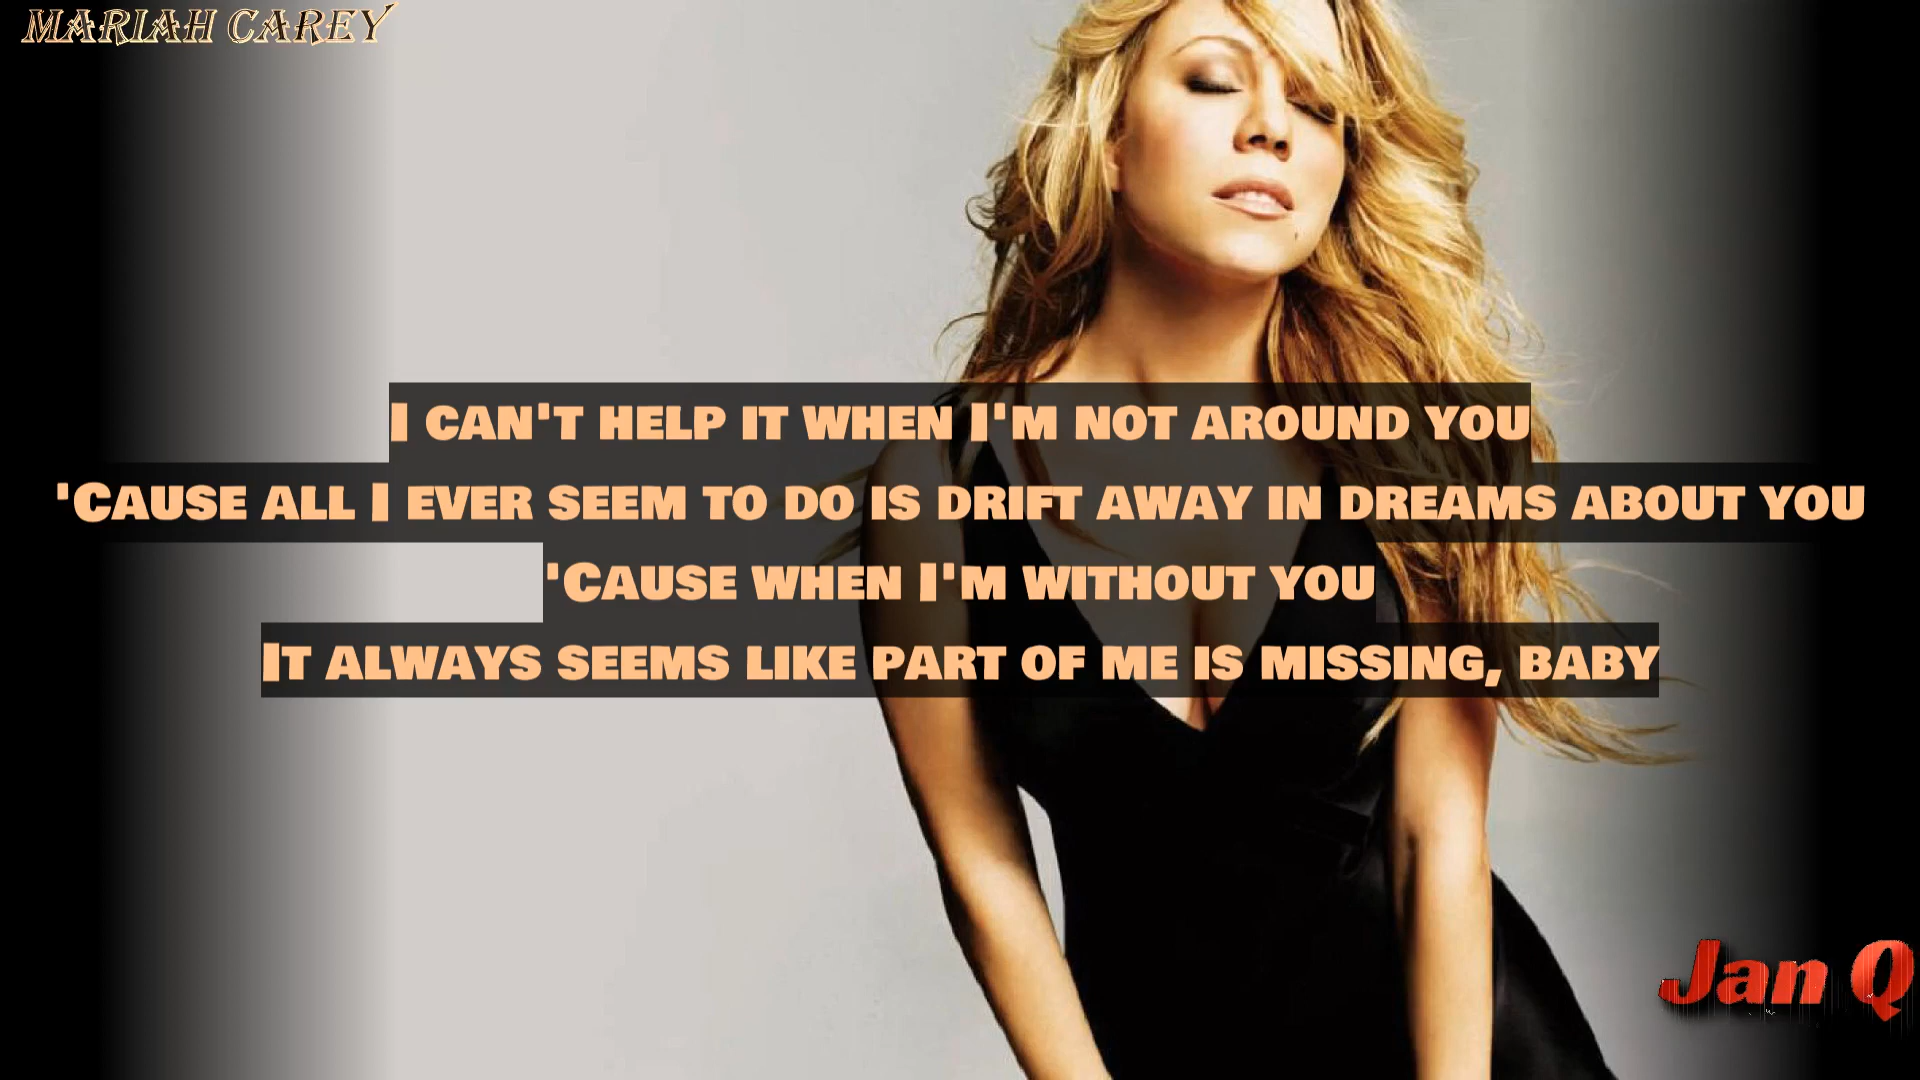 MARIAH CAREY
I can't help it when I'm not around you
'Cause all I ever seem to do is drift away in dreams about you
'Cause when I'm without you
It always seems like part of me is missing, baby
Jan Q